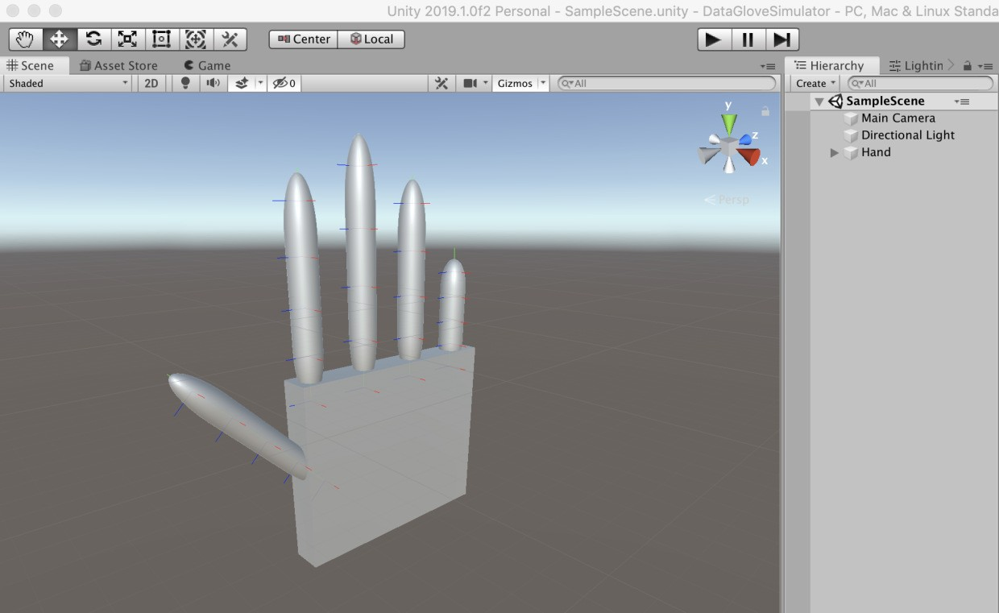 Unity 2019.1.0f2 Personal - SampleScene.unity - DataGloveSimulator - PC, Mac & Linux Standa
Center Local
Scene Asset Store Game
Hierarchy Lightin
Shaded 2D 0 Gizmos All
Create All
SampleScene
Main Camera
Directional Light
Hand
y
z
x
Persp